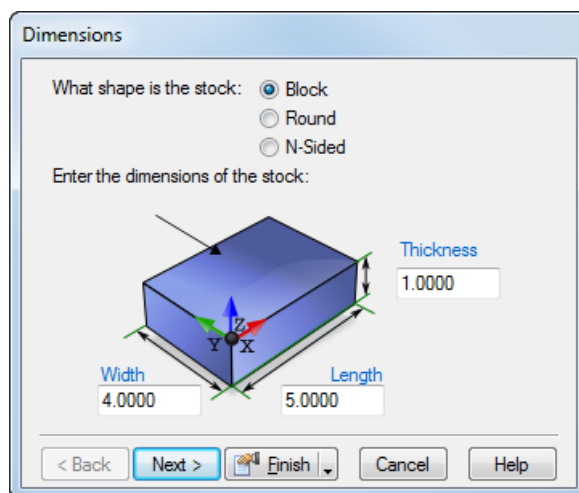 Dimensions
What shape is the stock:
Block
Round
N-Sided
Enter the dimensions of the stock:
Thickness
1.0000
Z
Y X
Width
4.0000
Length
5.0000
< Back Next > Finish Cancel Help